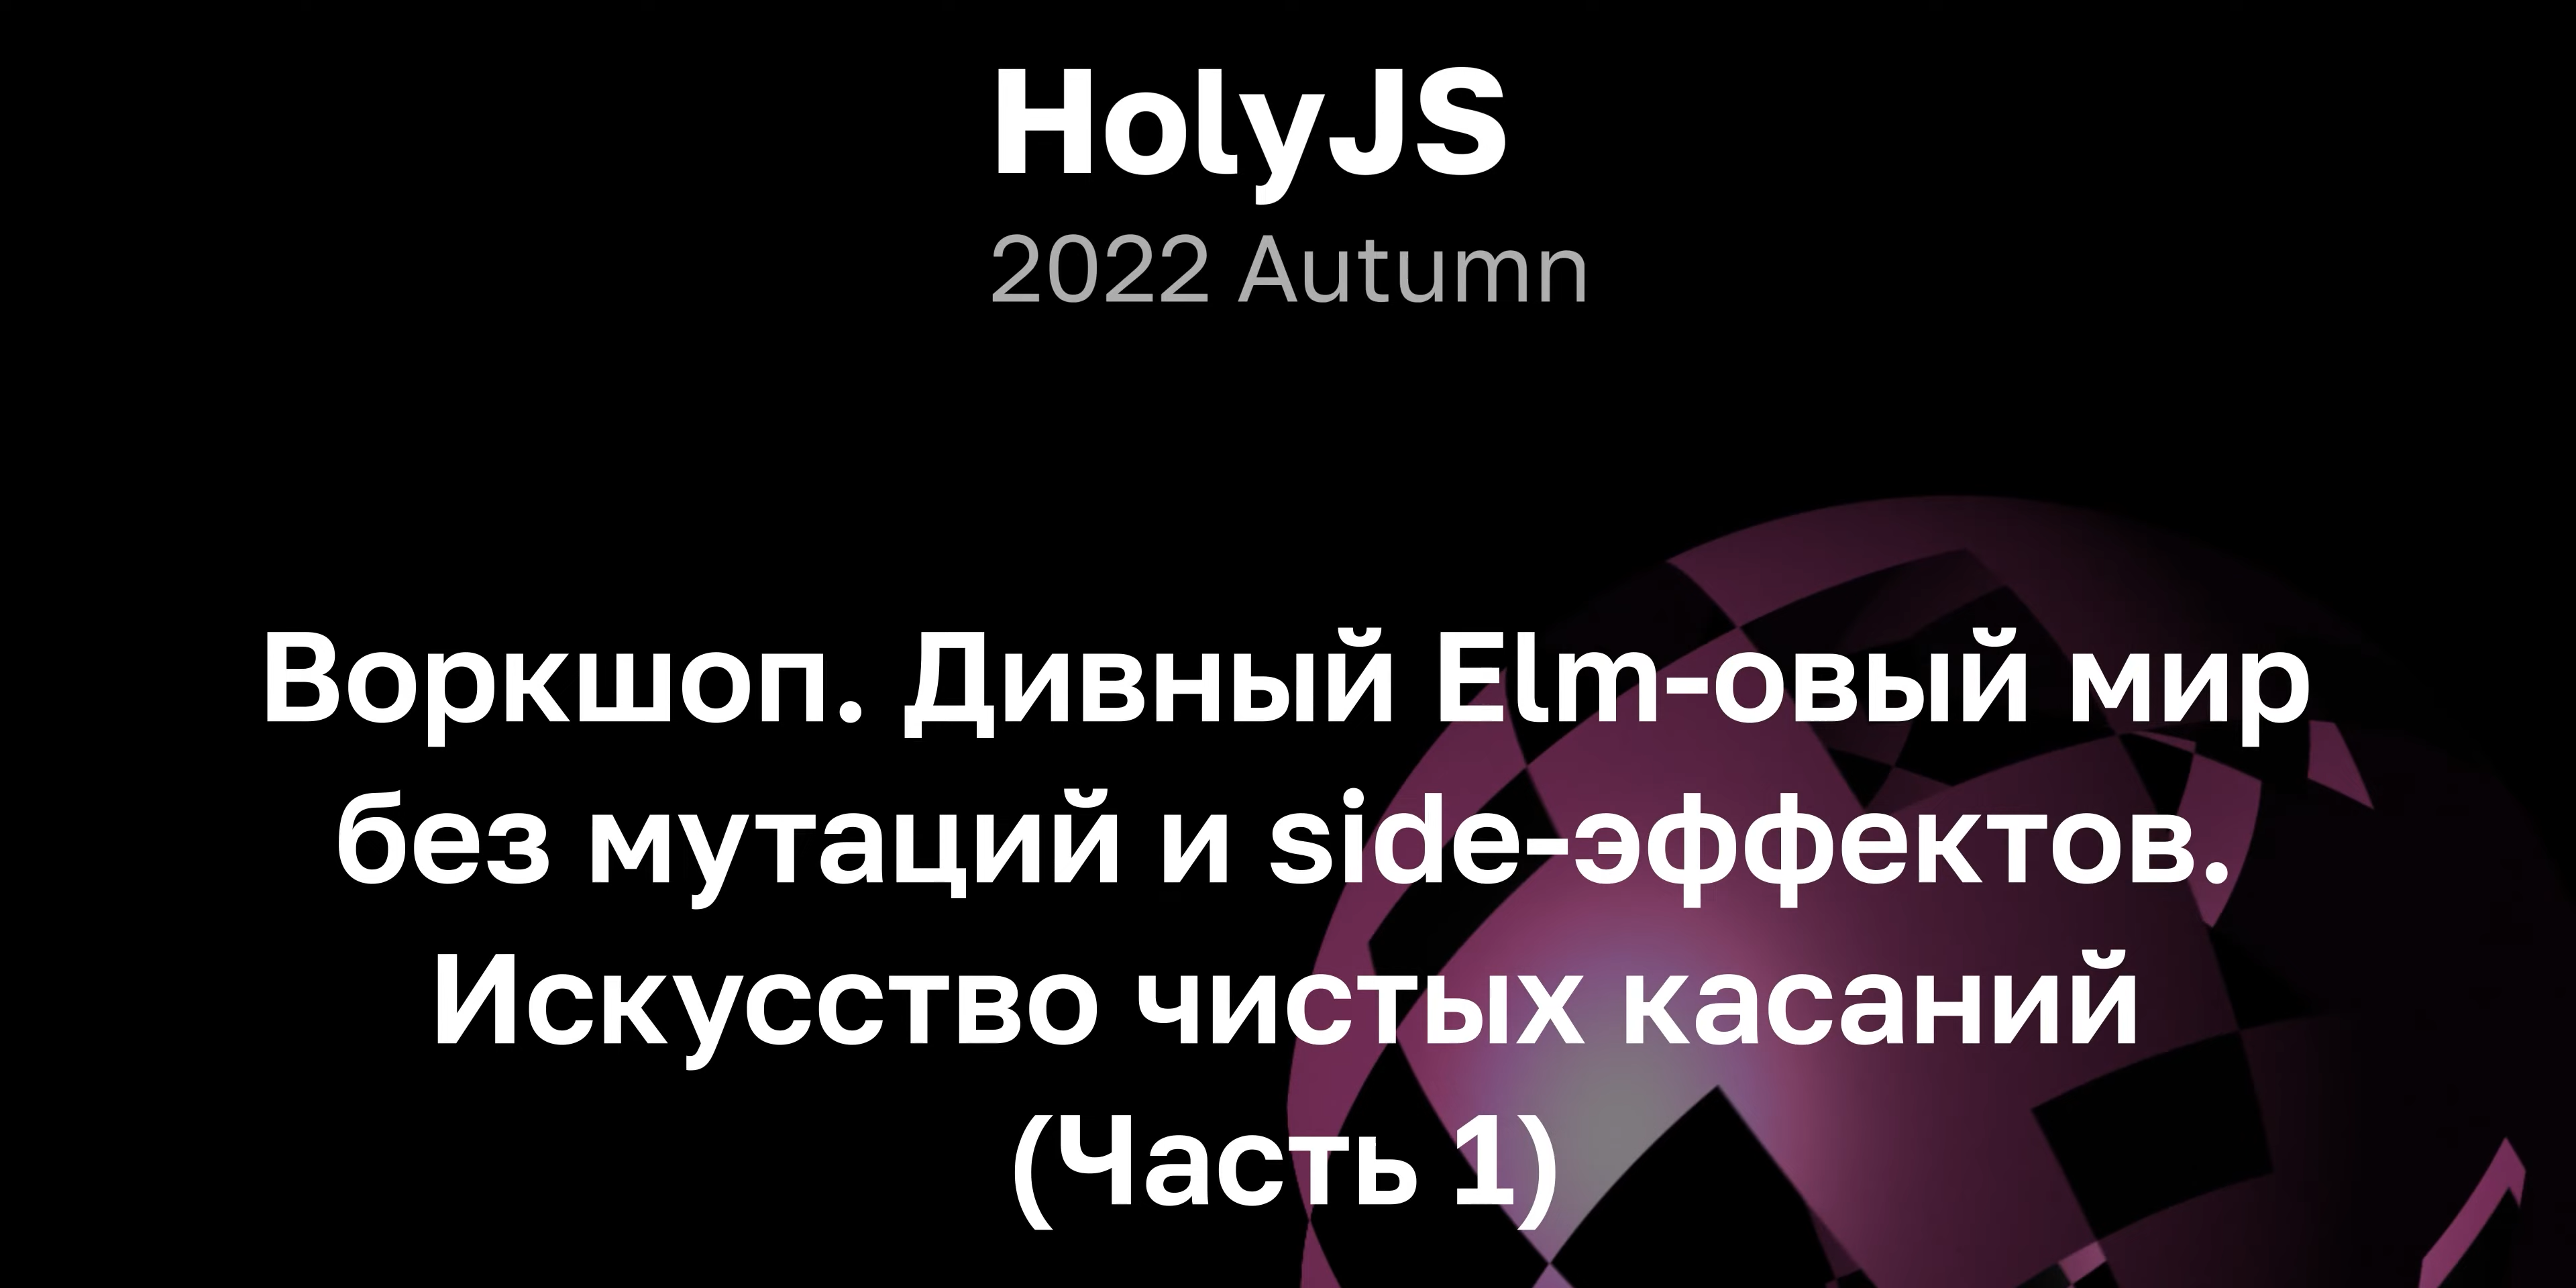 HolyJS
2022 Autumn
Воркшоп. Дивный Elm-овый мир
без мутаций и side-эффектов.
Искусство чистых касаний
(Часть 1)